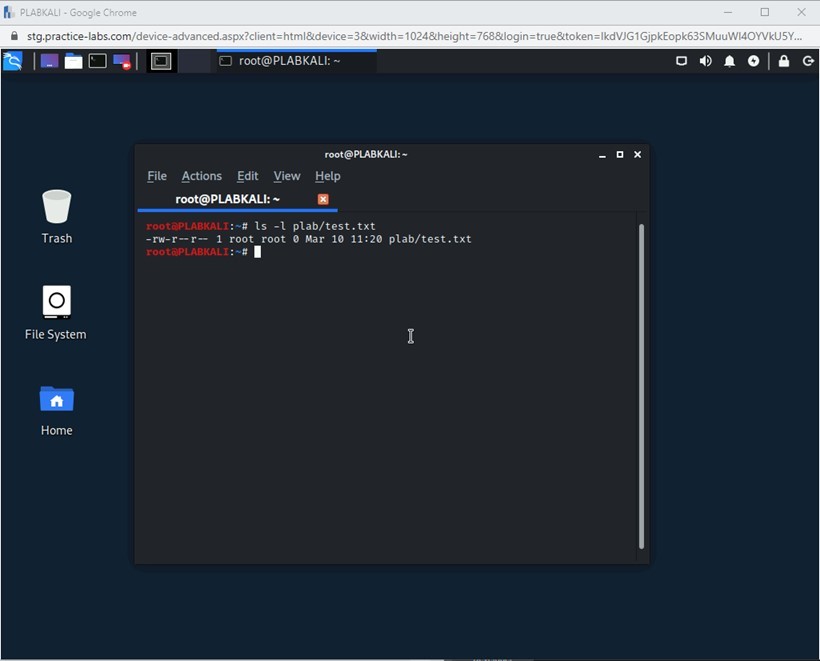 PLABKALI - Google Chrome
stg.practice-labs.com/device-advanced.aspx?client=html&device=3&width=1024&height=768&login=true&token=IkdVJG1GjpkEopk63SMuuWl4OYVkU5Y...
root@PLABKALI: ~
root@PLABKALI: ~
File Actions Edit View Help
root@PLABKALI: ~
root@PLABKALI:~# ls -l plab/test.txt
-rw-r--r-- 1 root root 0 Mar 10 11:20 plab/test.txt
root@PLABKALI:~#
Trash
File System
Home